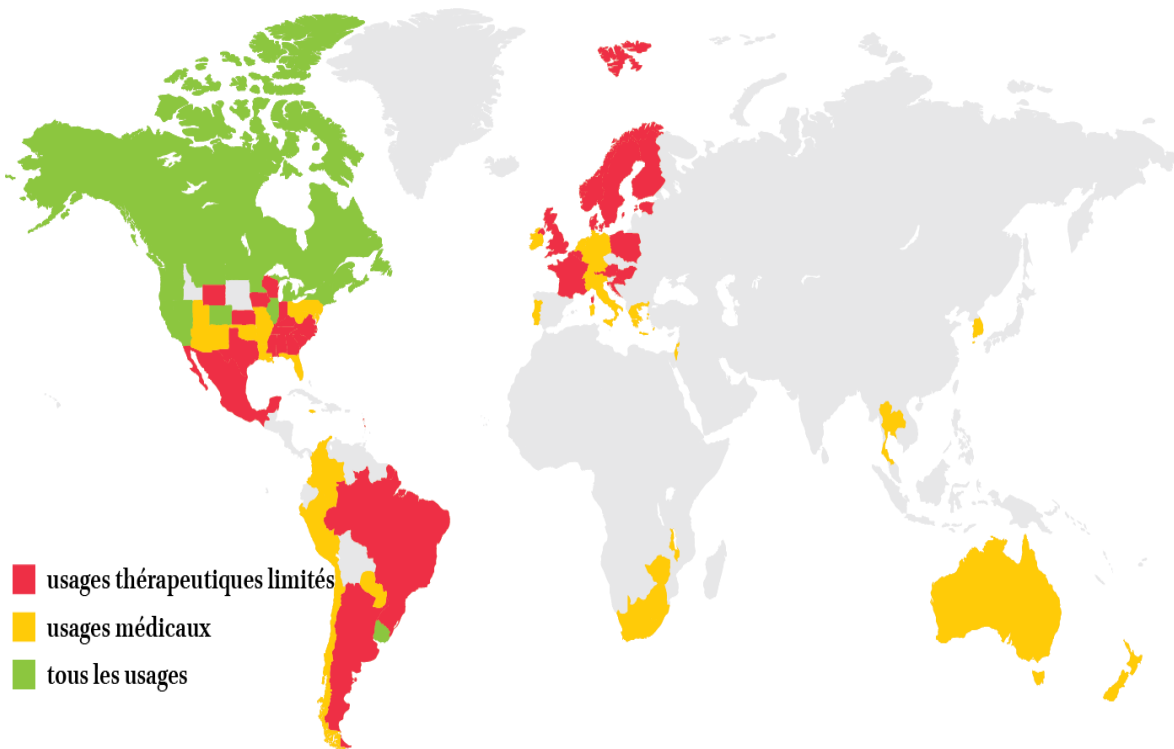 usages thérapeutiques limités
usages médicaux
tous les usages